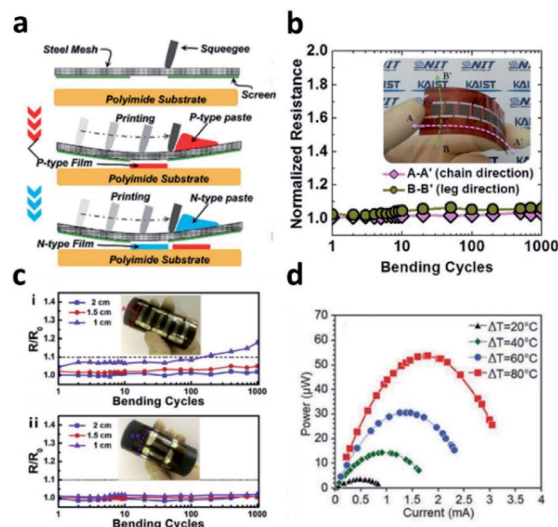 a
Steel Mesh
Squeegee
Screen
Polyimide Substrate
Printing
P-type paste
P-type Film
Polyimide Substrate
Printing
N-type paste
N-type Film
Polyimide Substrate
b
Normalized Resistance
2.0
1.8
1.6
1.4
1.2
1.0
KAIST
KAIST
B'
A
B
A'
A-A' (chain direction)
B-B' (leg direction)
1 10 100 1000
Bending Cycles
c
i
R/R0
1.4
1.3
1.2
1.1
1.0
2 cm
1.5 cm
1 cm
1 10 100 1000
Bending Cycles
ii
R/R0
1.4
1.3
1.2
1.1
1.0
2 cm
1.5 cm
1 cm
1 10 100 1000
Bending Cycles
d
Power (µW)
70
60
50
40
30
20
10
0
ΔT=20°C
ΔT=40°C
ΔT=60°C
ΔT=80°C
0 0.5 1 1.5 2 2.5 3 3.5 4
Current (mA)